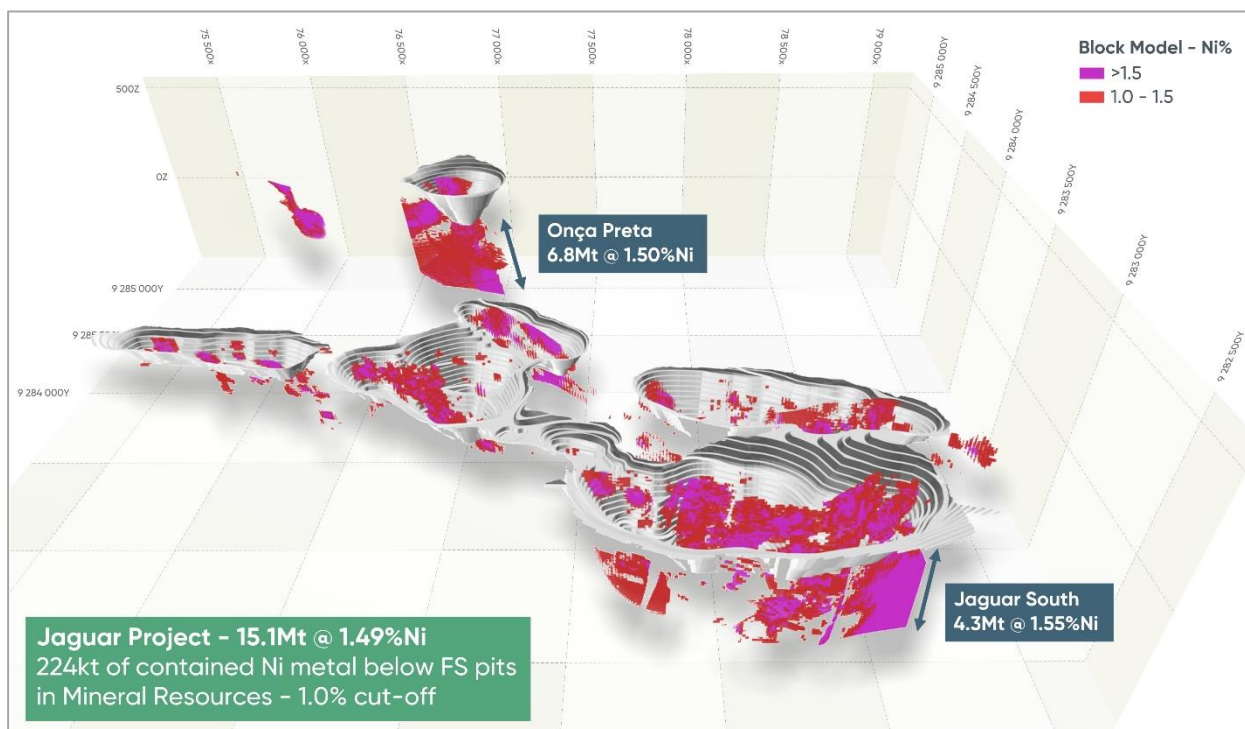 75 500X
76 000X
76 500X
77 000X
77 500X
78 000X
78 500X
79 000X
9 285 000Y
9 284 500Y
9 284 000Y
9 283 500Y
9 283 000Y
9 282 500Y
Block Model - Ni%
>1.5
1.0 - 1.5
500Z
0Z
Onça Preta
6.8Mt @ 1.50%Ni
9 285 000Y
9 284 000Y
Jaguar South
4.3Mt @ 1.55%Ni
Jaguar Project - 15.1Mt @ 1.49%Ni
224kt of contained Ni metal below FS pits
in Mineral Resources - 1.0% cut-off